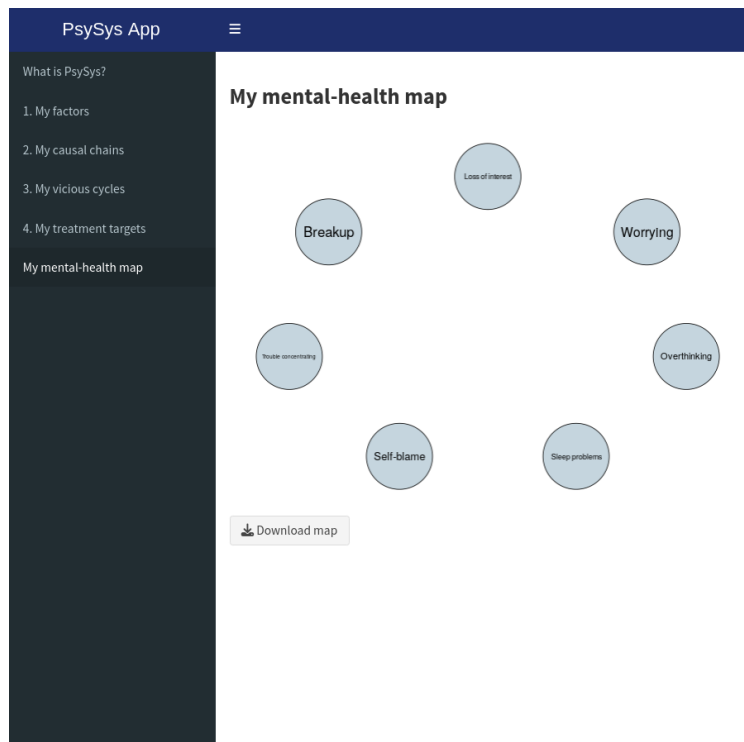 PsySys App
What is PsySys?
1. My factors
2. My causal chains
3. My vicious cycles
4. My treatment targets
My mental-health map
My mental-health map
Loss of interest
Breakup
Worrying
Trouble concentrating
Overthinking
Self-blame
Sleep problems
Download map